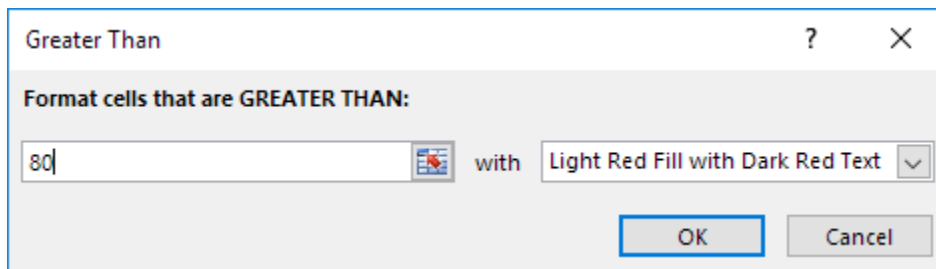 Greater Than ?
Format cells that are GREATER THAN:
80 with Light Red Fill with Dark Red Text
OK Cancel